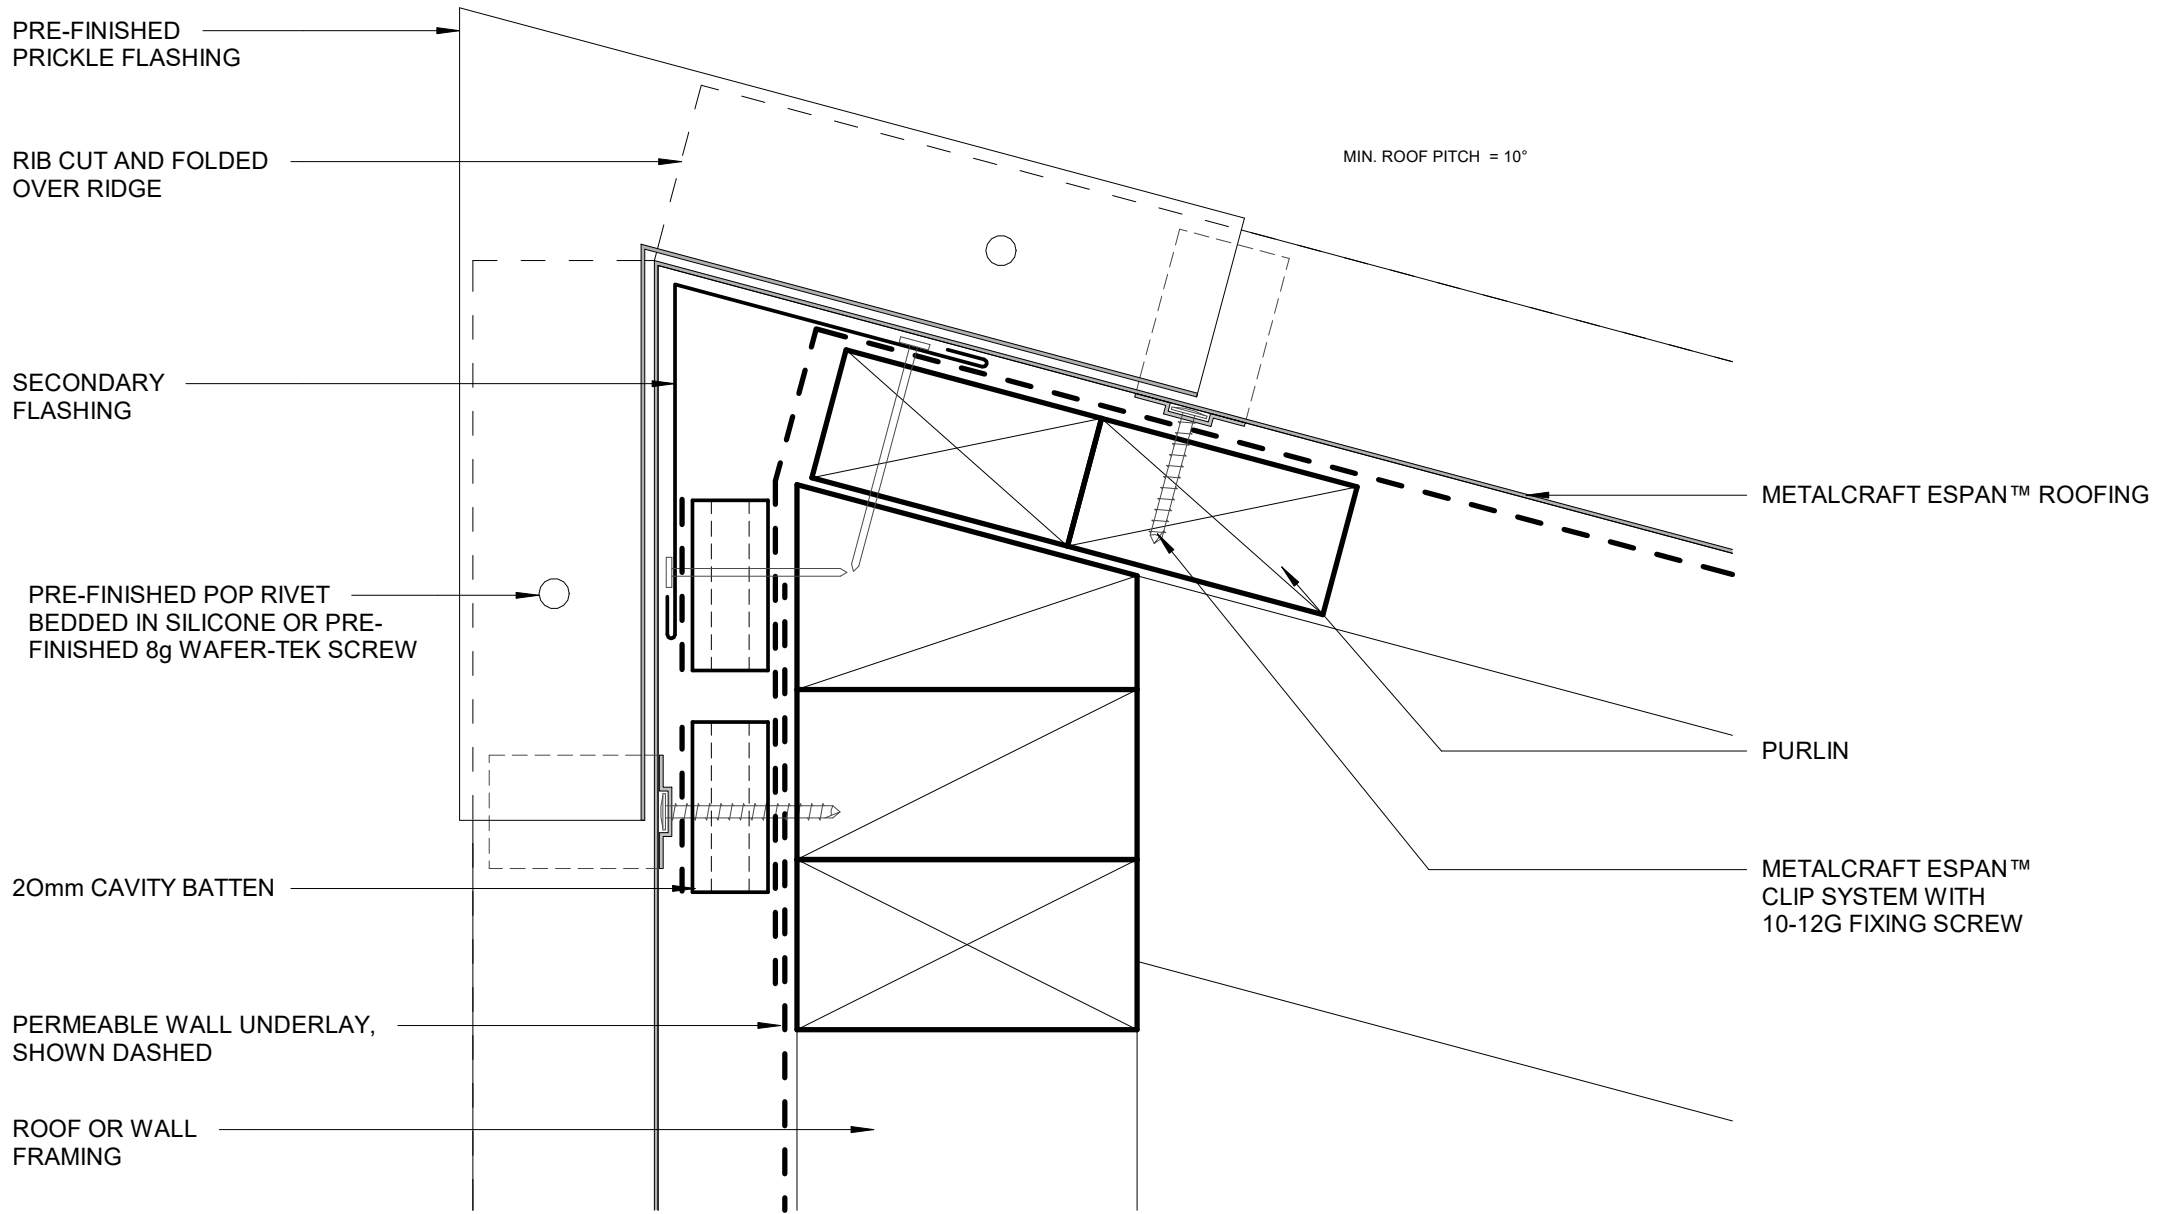 PRE-FINISHED
PRICKLE FLASHING
RIB CUT AND FOLDED
OVER RIDGE
MIN. ROOF PITCH = 10°
SECONDARY
FLASHING
METALCRAFT ESPAN™ ROOFING
PRE-FINISHED POP RIVET
BEDDED IN SILICONE OR PRE-
FINISHED 8g WAFER-TEK SCREW
PURLIN
2Omm CAVITY BATTEN
METALCRAFT ESPAN™
CLIP SYSTEM WITH
10-12G FIXING SCREW
PERMEABLE WALL UNDERLAY,
SHOWN DASHED
ROOF OR WALL
FRAMING